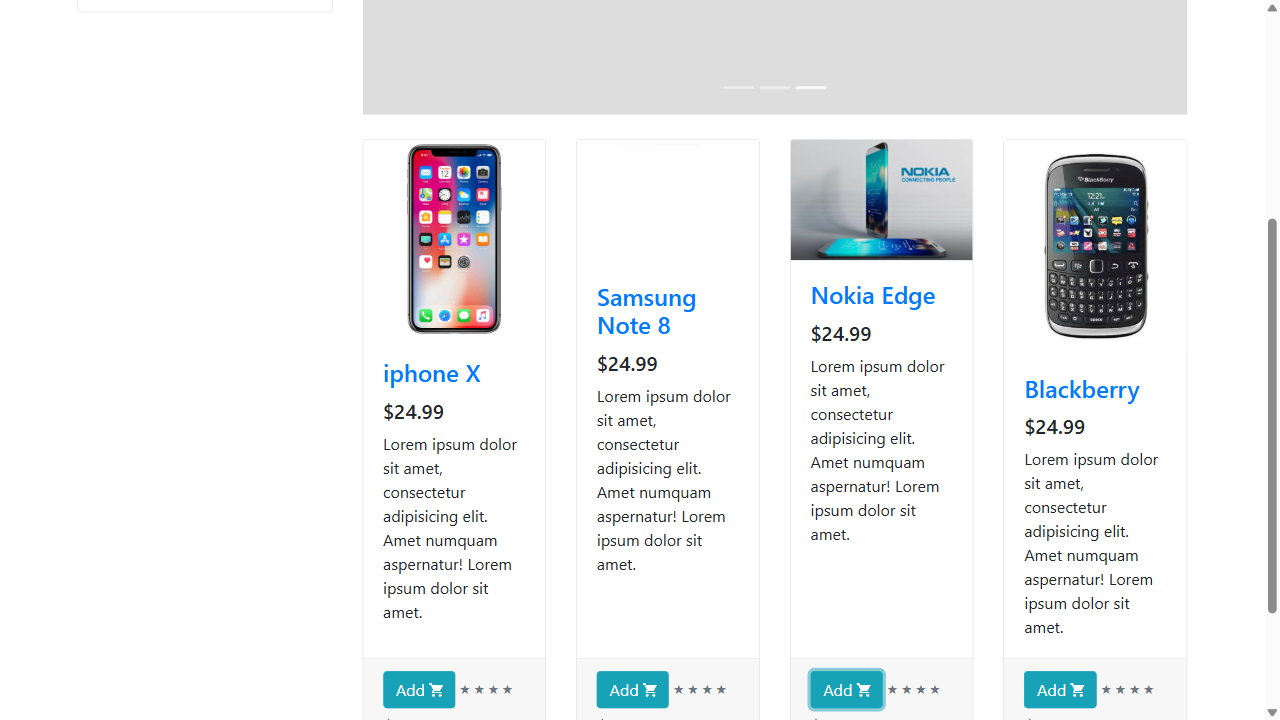 iphone X
$24.99
Lorem ipsum dolor
sit amet,
consectetur
adipisicing elit.
Amet numquam
aspernatur! Lorem
ipsum dolor sit
amet.
Add
★ ★ ★ ★
Samsung
Note 8
$24.99
Lorem ipsum dolor
sit amet,
consectetur
adipisicing elit.
Amet numquam
aspernatur! Lorem
ipsum dolor sit
amet.
Add
★ ★ ★ ★
NOKIA
CONNECTING PEOPLE
Nokia Edge
$24.99
Lorem ipsum dolor
sit amet,
consectetur
adipisicing elit.
Amet numquam
aspernatur! Lorem
ipsum dolor sit
amet.
Add
★ ★ ★ ★
BlackBerry
12:21
Blackberry
$24.99
Lorem ipsum dolor
sit amet,
consectetur
adipisicing elit.
Amet numquam
aspernatur! Lorem
ipsum dolor sit
amet.
Add
★ ★ ★ ★